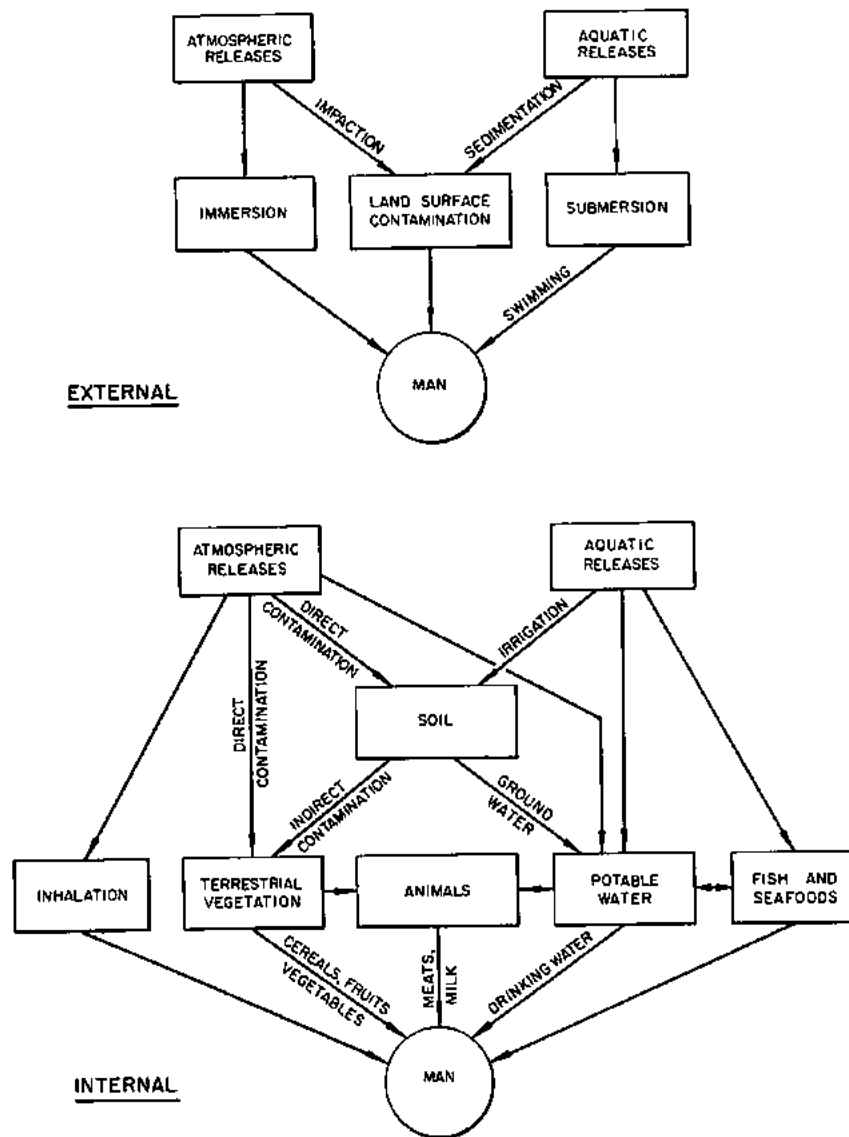 ATMOSPHERIC
RELEASES
AQUATIC
RELEASES
IMPACTION
SEDIMENTATION
IMMERSION
LAND SURFACE
CONTAMINATION
SUBMERSION
SWIMMING
MAN
EXTERNAL
ATMOSPHERIC
RELEASES
AQUATIC
RELEASES
DIRECT
CONTAMINATION
IRRIGATION
DIRECT
CONTAMINATION
SOIL
INDIRECT
CONTAMINATION
GROUND
WATER
INHALATION
TERRESTRIAL
VEGETATION
ANIMALS
POTABLE
WATER
FISH AND
SEAFOODS
CEREALS, FRUITS
VEGETABLES
MEATS,
MILK
DRINKING WATER
MAN
INTERNAL